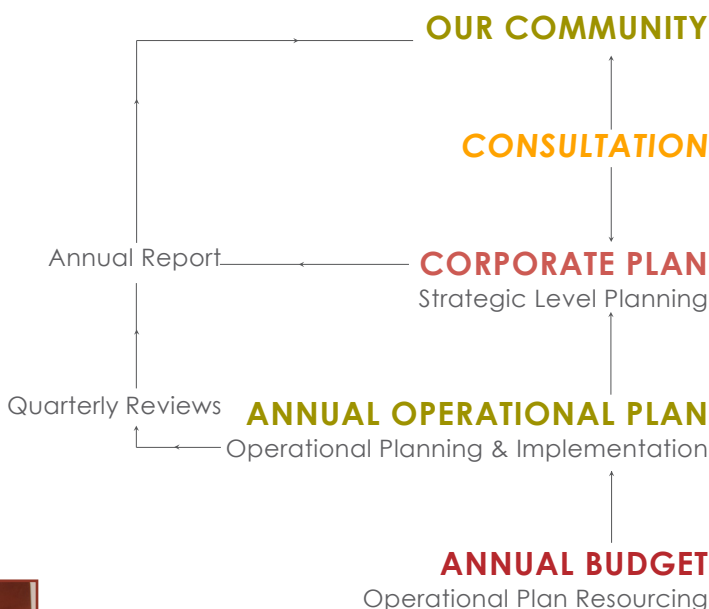 OUR COMMUNITY
CONSULTATION
Annual Report
CORPORATE PLAN
Strategic Level Planning
Quarterly Reviews
ANNUAL OPERATIONAL PLAN
Operational Planning & Implementation
ANNUAL BUDGET
Operational Plan Resourcing